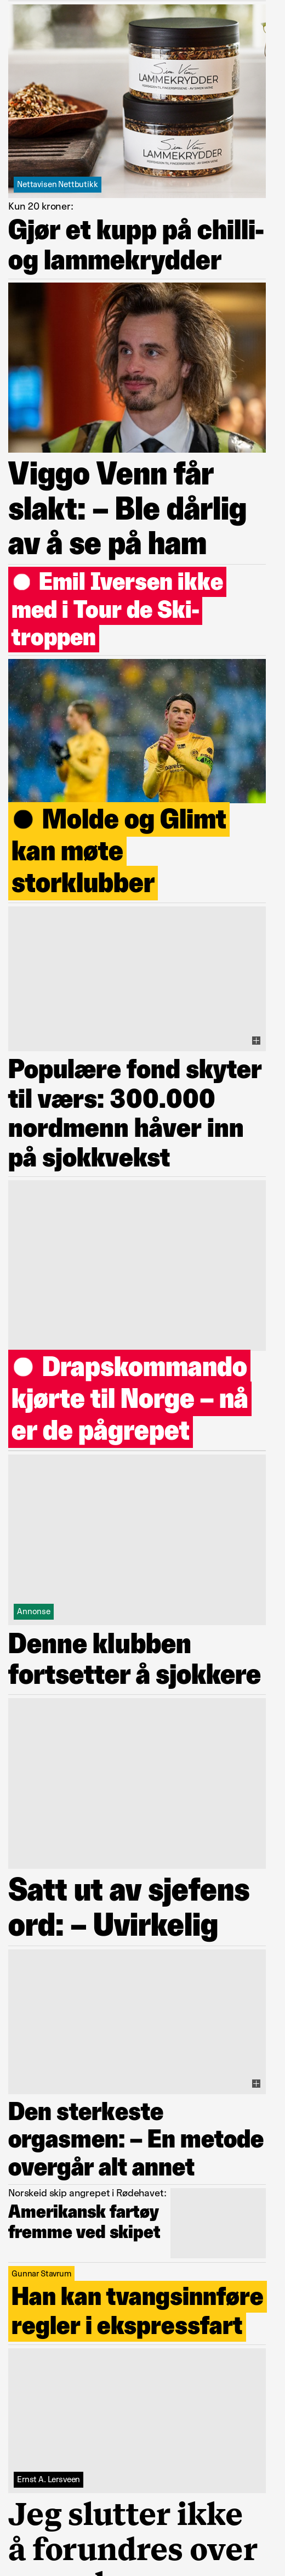 Sim Vin
LAMMEKRYDDER
LAMMEKRYDDER
Nettavisen Nettbutikk
Kun 20 kroner:
Gjør et kupp på chilli-
og lammekrydder
Viggo Venn får
slakt: – Ble dårlig
av å se på ham
Emil Iversen ikke
med i Tour de Ski-
troppen
Molde og Glimt
kan møte
storklubber
Populære fond skyter
til værs: 300.000
nordmenn håver inn
på sjokkvekst
Drapskommando
kjørte til Norge – nå
er de pågrepet
Annonse
Denne klubben
fortsetter å sjokkere
Satt ut av sjefens
ord: – Uvirkelig
Den sterkeste
orgasmen: – En metode
overgår alt annet
Norskeid skip angrepet i Rødehavet:
Amerikansk fartøy
fremme ved skipet
Gunnar Stavrum
Han kan tvangsinnføre
regler i ekspressfart
Ernst A. Lersveen
Jeg slutter ikke
å forundres over